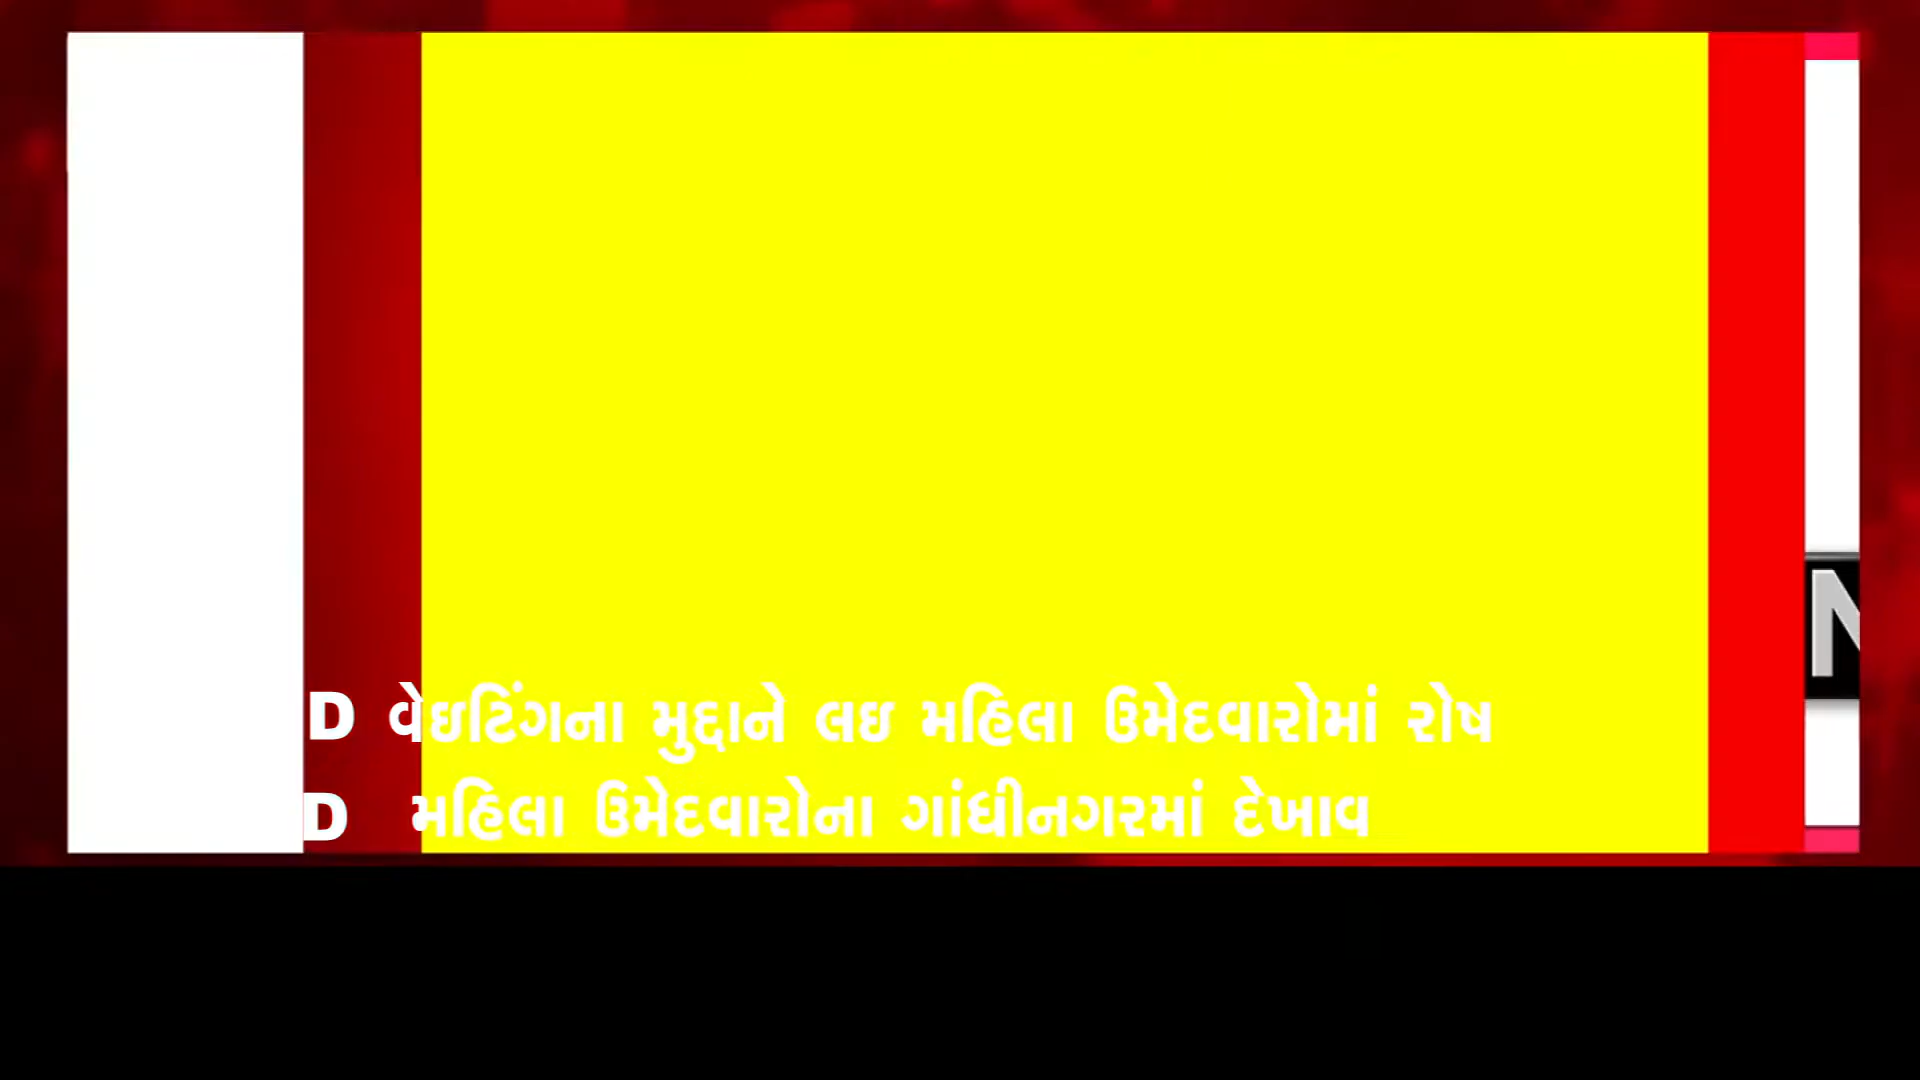 N
D વેઇટિંગના મુદ્દાને લઇ મહિલા ઉમેદવારોમાં રોષ
D મહિલા ઉમેદવારોના ગાંધીનગરમાં દેખાવ